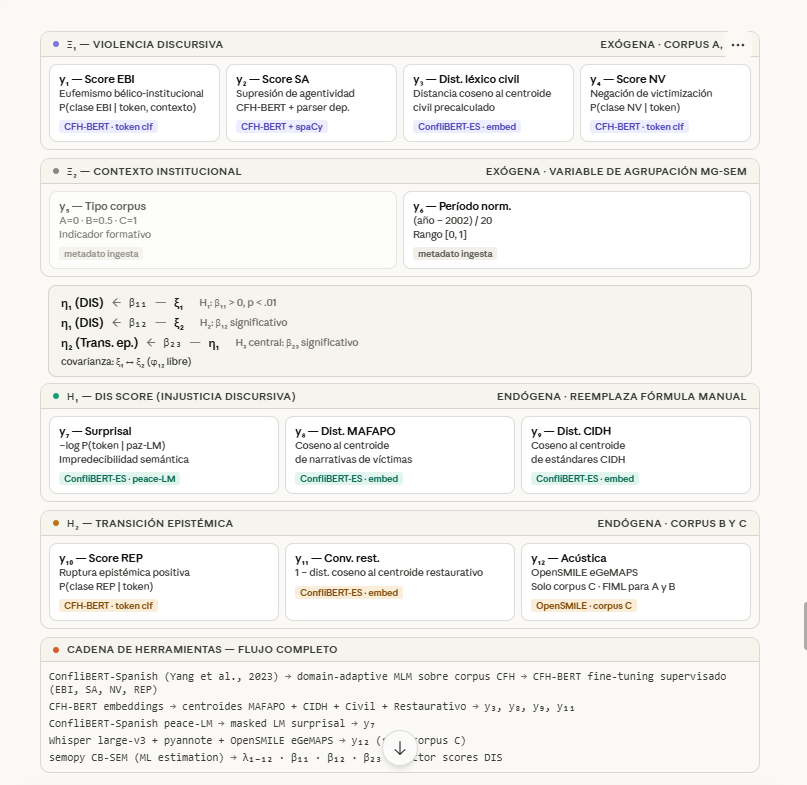 Ξ₁ — VIOLENCIA DISCURSIVA
EXÓGENA · CORPUS A,
y₁ — Score EBI
Eufemismo bélico-institucional
P(clase EBI | token, contexto)
CFH-BERT · token clf
y₂ — Score SA
Supresión de agentividad
CFH-BERT + parser dep.
CFH-BERT + spaCy
y₃ — Dist. léxico civil
Distancia coseno al centroide
civil precalculado
ConfliBERT-ES · embed
y₄ — Score NV
Negación de victimización
P(clase NV | token)
CFH-BERT · token clf
Ξ₂ — CONTEXTO INSTITUCIONAL
EXÓGENA · VARIABLE DE AGRUPACIÓN MG-SEM
y₅ — Tipo corpus
A=0 · B=0.5 · C=1
Indicador formativo
metadato ingesta
y₆ — Período norm.
(año − 2002) / 20
Rango [0, 1]
metadato ingesta
η₁ (DIS) ← β₁₁ — ξ₁ H₁: β₁₁ > 0, p < .01
η₁ (DIS) ← β₁₂ — ξ₂ H₂: β₁₂ significativo
η₂ (Trans. ep.) ← β₂₃ — η₁ H₃ central: β₂₃ significativo
covarianza: ξ₁ ↔ ξ₂ (φ₁₂ libre)
H₁ — DIS SCORE (INJUSTICIA DISCURSIVA)
ENDÓGENA · REEMPLAZA FÓRMULA MANUAL
y₇ — Surprisal
−log P(token | paz-LM)
Impredecibilidad semántica
ConfliBERT-ES · peace-LM
y₈ — Dist. MAFAPO
Coseno al centroide
de narrativas de víctimas
ConfliBERT-ES · embed
y₉ — Dist. CIDH
Coseno al centroide
de estándares CIDH
ConfliBERT-ES · embed
H₂ — TRANSICIÓN EPISTÉMICA
ENDÓGENA · CORPUS B Y C
y₁₀ — Score REP
Ruptura epistémica positiva
P(clase REP | token)
CFH-BERT · token clf
y₁₁ — Conv. rest.
1 − dist. coseno al centroide restaurativo
ConfliBERT-ES · embed
y₁₂ — Acústica
OpenSMILE eGeMAPS
Solo corpus C · FIML para A y B
OpenSMILE · corpus C
CADENA DE HERRAMIENTAS — FLUJO COMPLETO
ConfliBERT-Spanish (Yang et al., 2023) → domain-adaptive MLM sobre corpus CFH → CFH-BERT fine-tuning supervisado
(EBI, SA, NV, REP)
CFH-BERT embeddings → centroides MAFAPO + CIDH + Civil + Restaurativo → y₃, y₈, y₉, y₁₁
ConfliBERT-Spanish peace-LM → masked LM surprisal → y₇
Whisper large-v3 + pyannote + OpenSMILE eGeMAPS → y₁₂ corpus C)
semopy CB-SEM (ML estimation) → λ₁₋₁₂ · β₁₁ · β₁₂ · β₂₃ scores DIS